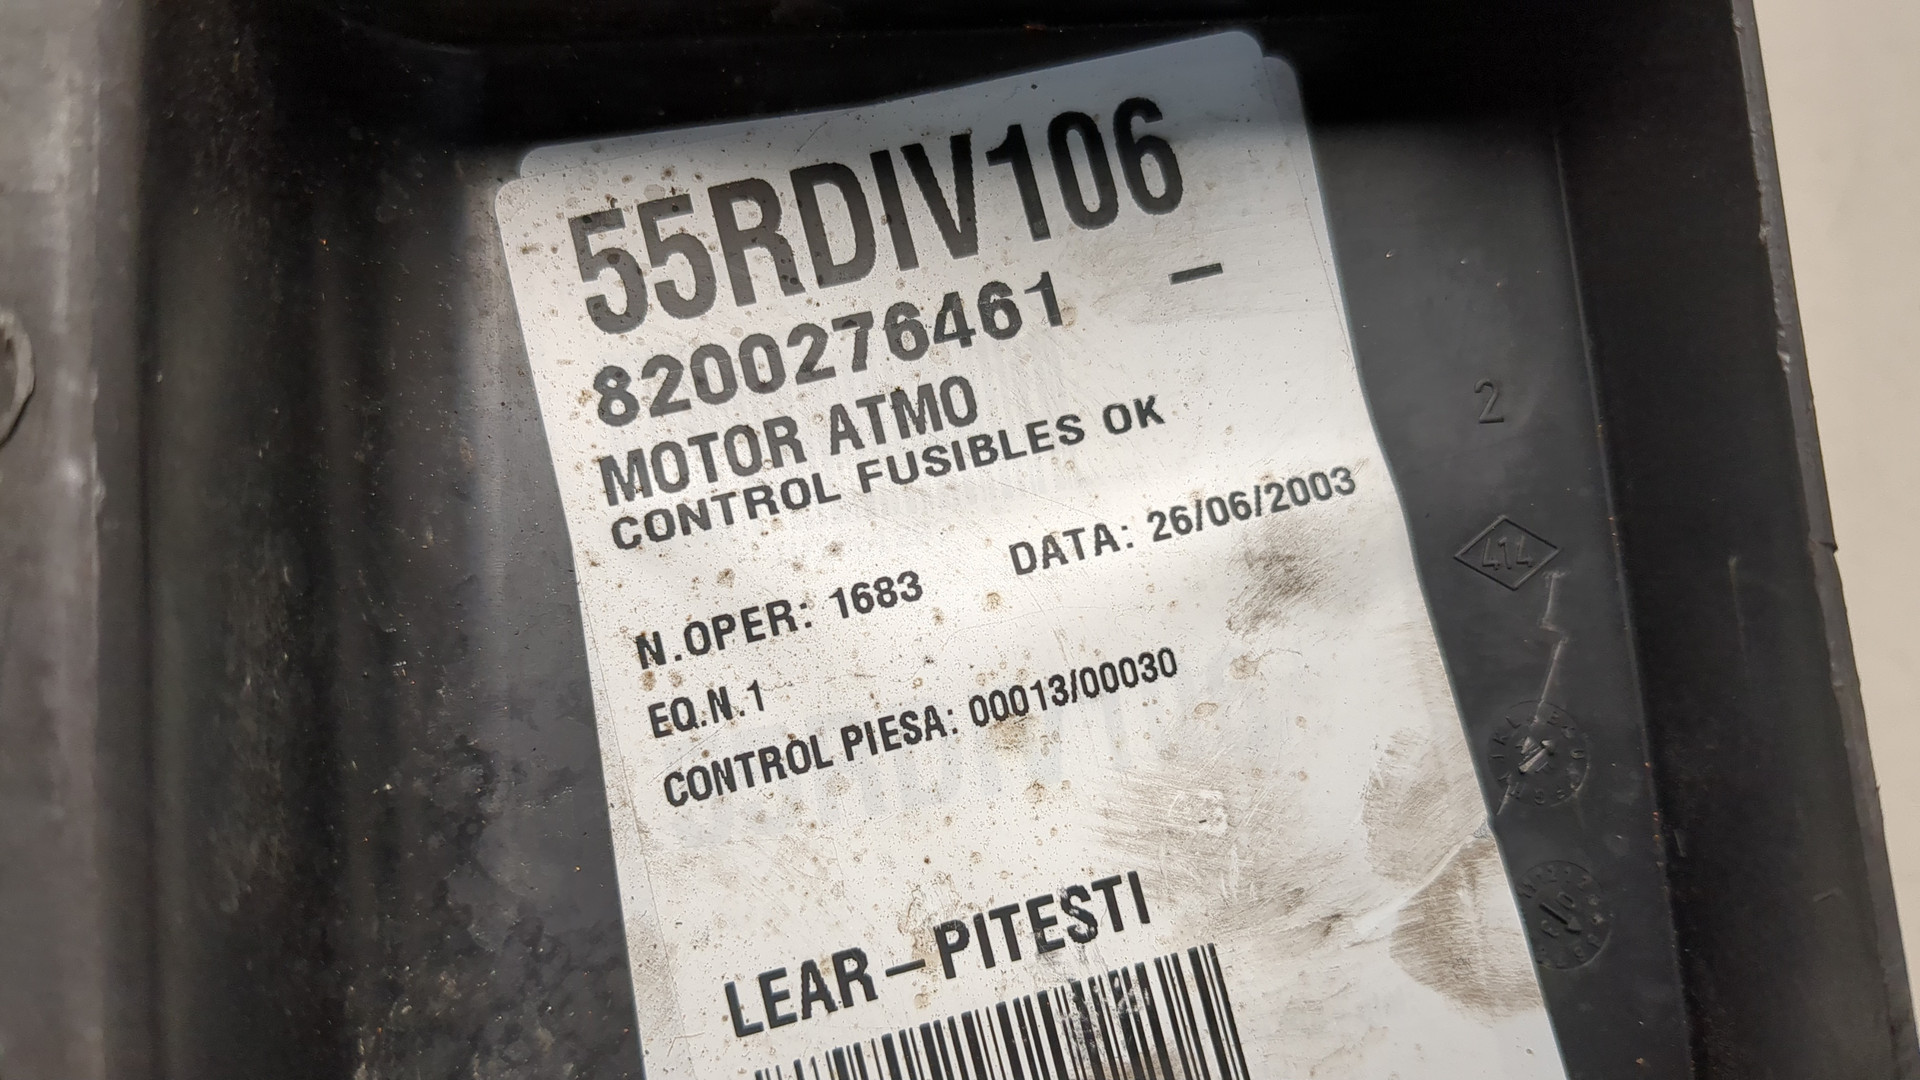 55RDIV106
8200276461 –
MOTOR ATMO
CONTROL FUSIBLES OK
N.OPER: 1683 DATA: 26/06/2003
EQ.N.1
CONTROL PIESA: 00013/00030
LEAR – PITESTI
2
414